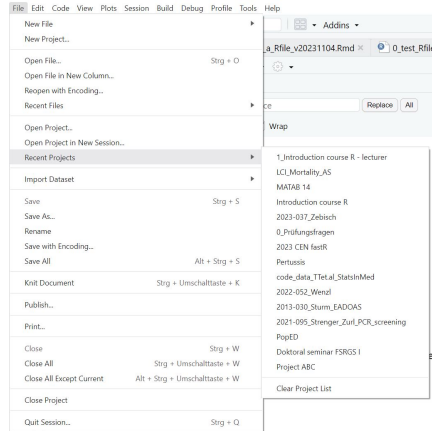 File Edit Code View Plots Session Build Debug Profile Tools Help
New File
New Project...
Open File... Strg + O
Open File in New Column...
Reopen with Encoding...
Recent Files
Open Project...
Open Project in New Session...
Recent Projects
Import Dataset
Save Strg + S
Save As...
Rename
Save with Encoding...
Save All Alt + Strg + S
Knit Document Strg + Umschalttaste + K
Publish...
Print...
Close Strg + W
Close All Strg + Umschalttaste + W
Close All Except Current Alt + Strg + Umschalttaste + W
Close Project
Quit Session... Strg + Q
Addins
_a_Rfile_v20231104.Rmd 0_test_Rfile
ce Replace All
Wrap
1_Introduction course R - lecturer
LCI_Mortality_AS
MATAB 14
Introduction course R
2023-037_Zebisch
0_Prüfungsfragen
2023 CEN fastR
Pertussis
code_data_TTet.al_StatsInMed
2022-052_Wenzl
2013-030_Sturm_EADOAS
2021-095_Strenger_Zurl_PCR_screening
PopED
Doktoral seminar FSRGS I
Project ABC
Clear Project List